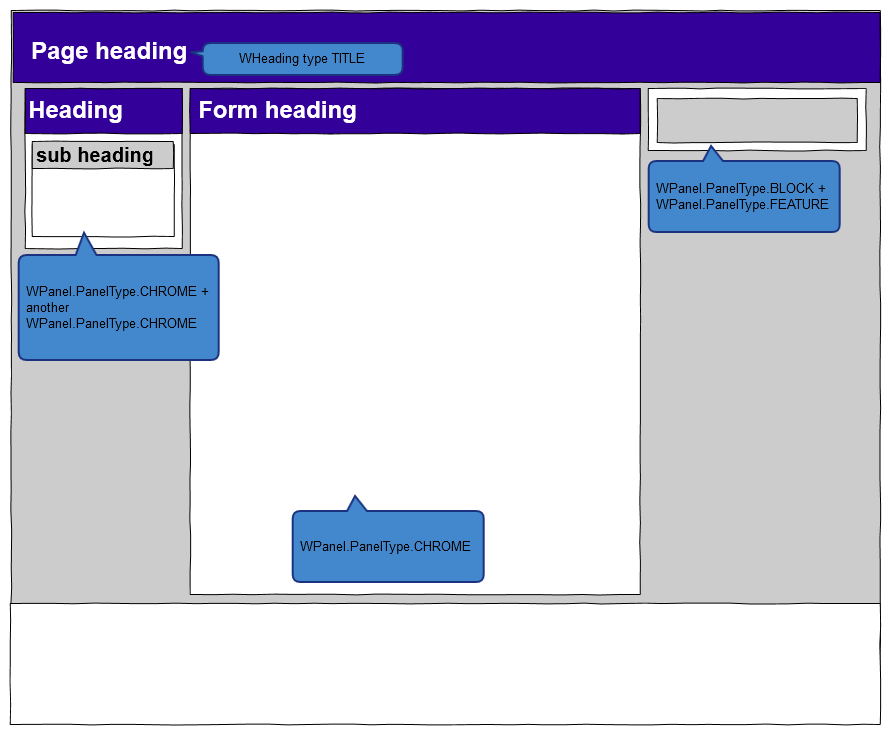 Page heading
WHeading type TITLE
Heading
Form heading
sub heading
WPanel.PanelType.BLOCK +
WPanel.PanelType.FEATURE
WPanel.PanelType.CHROME +
another
WPanel.PanelType.CHROME
WPanel.PanelType.CHROME